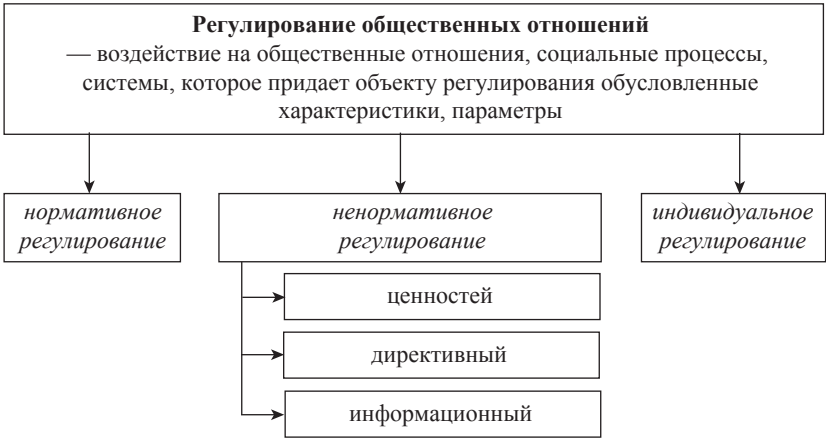 Регулирование общественных отношений
— воздействие на общественные отношения, социальные процессы,
системы, которое придает объекту регулирования обусловленные
характеристики, параметры
нормативное
регулирование
ненормативное
регулирование
индивидуальное
регулирование
ценностей
директивный
информационный